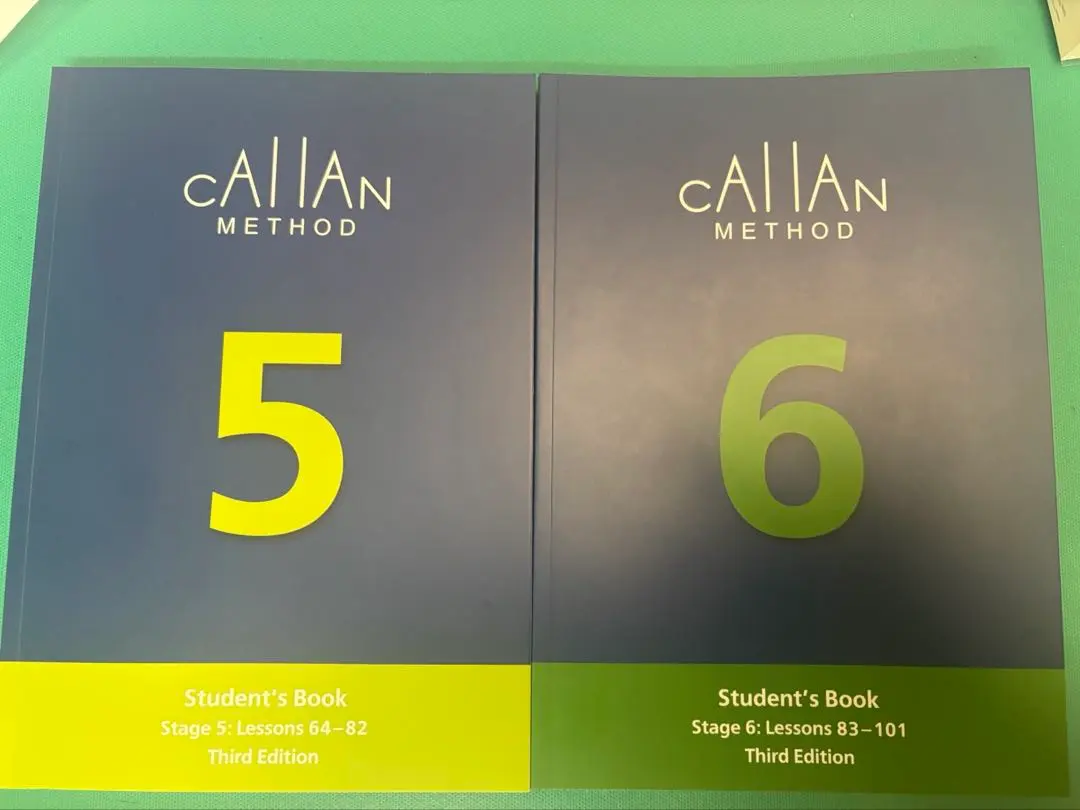 CAllAN
METHOD
5
Student's Book
Stage 5: Lessons 64–82
Third Edition
CAllAN
METHOD
6
Student's Book
Stage 6: Lessons 83–101
Third Edition